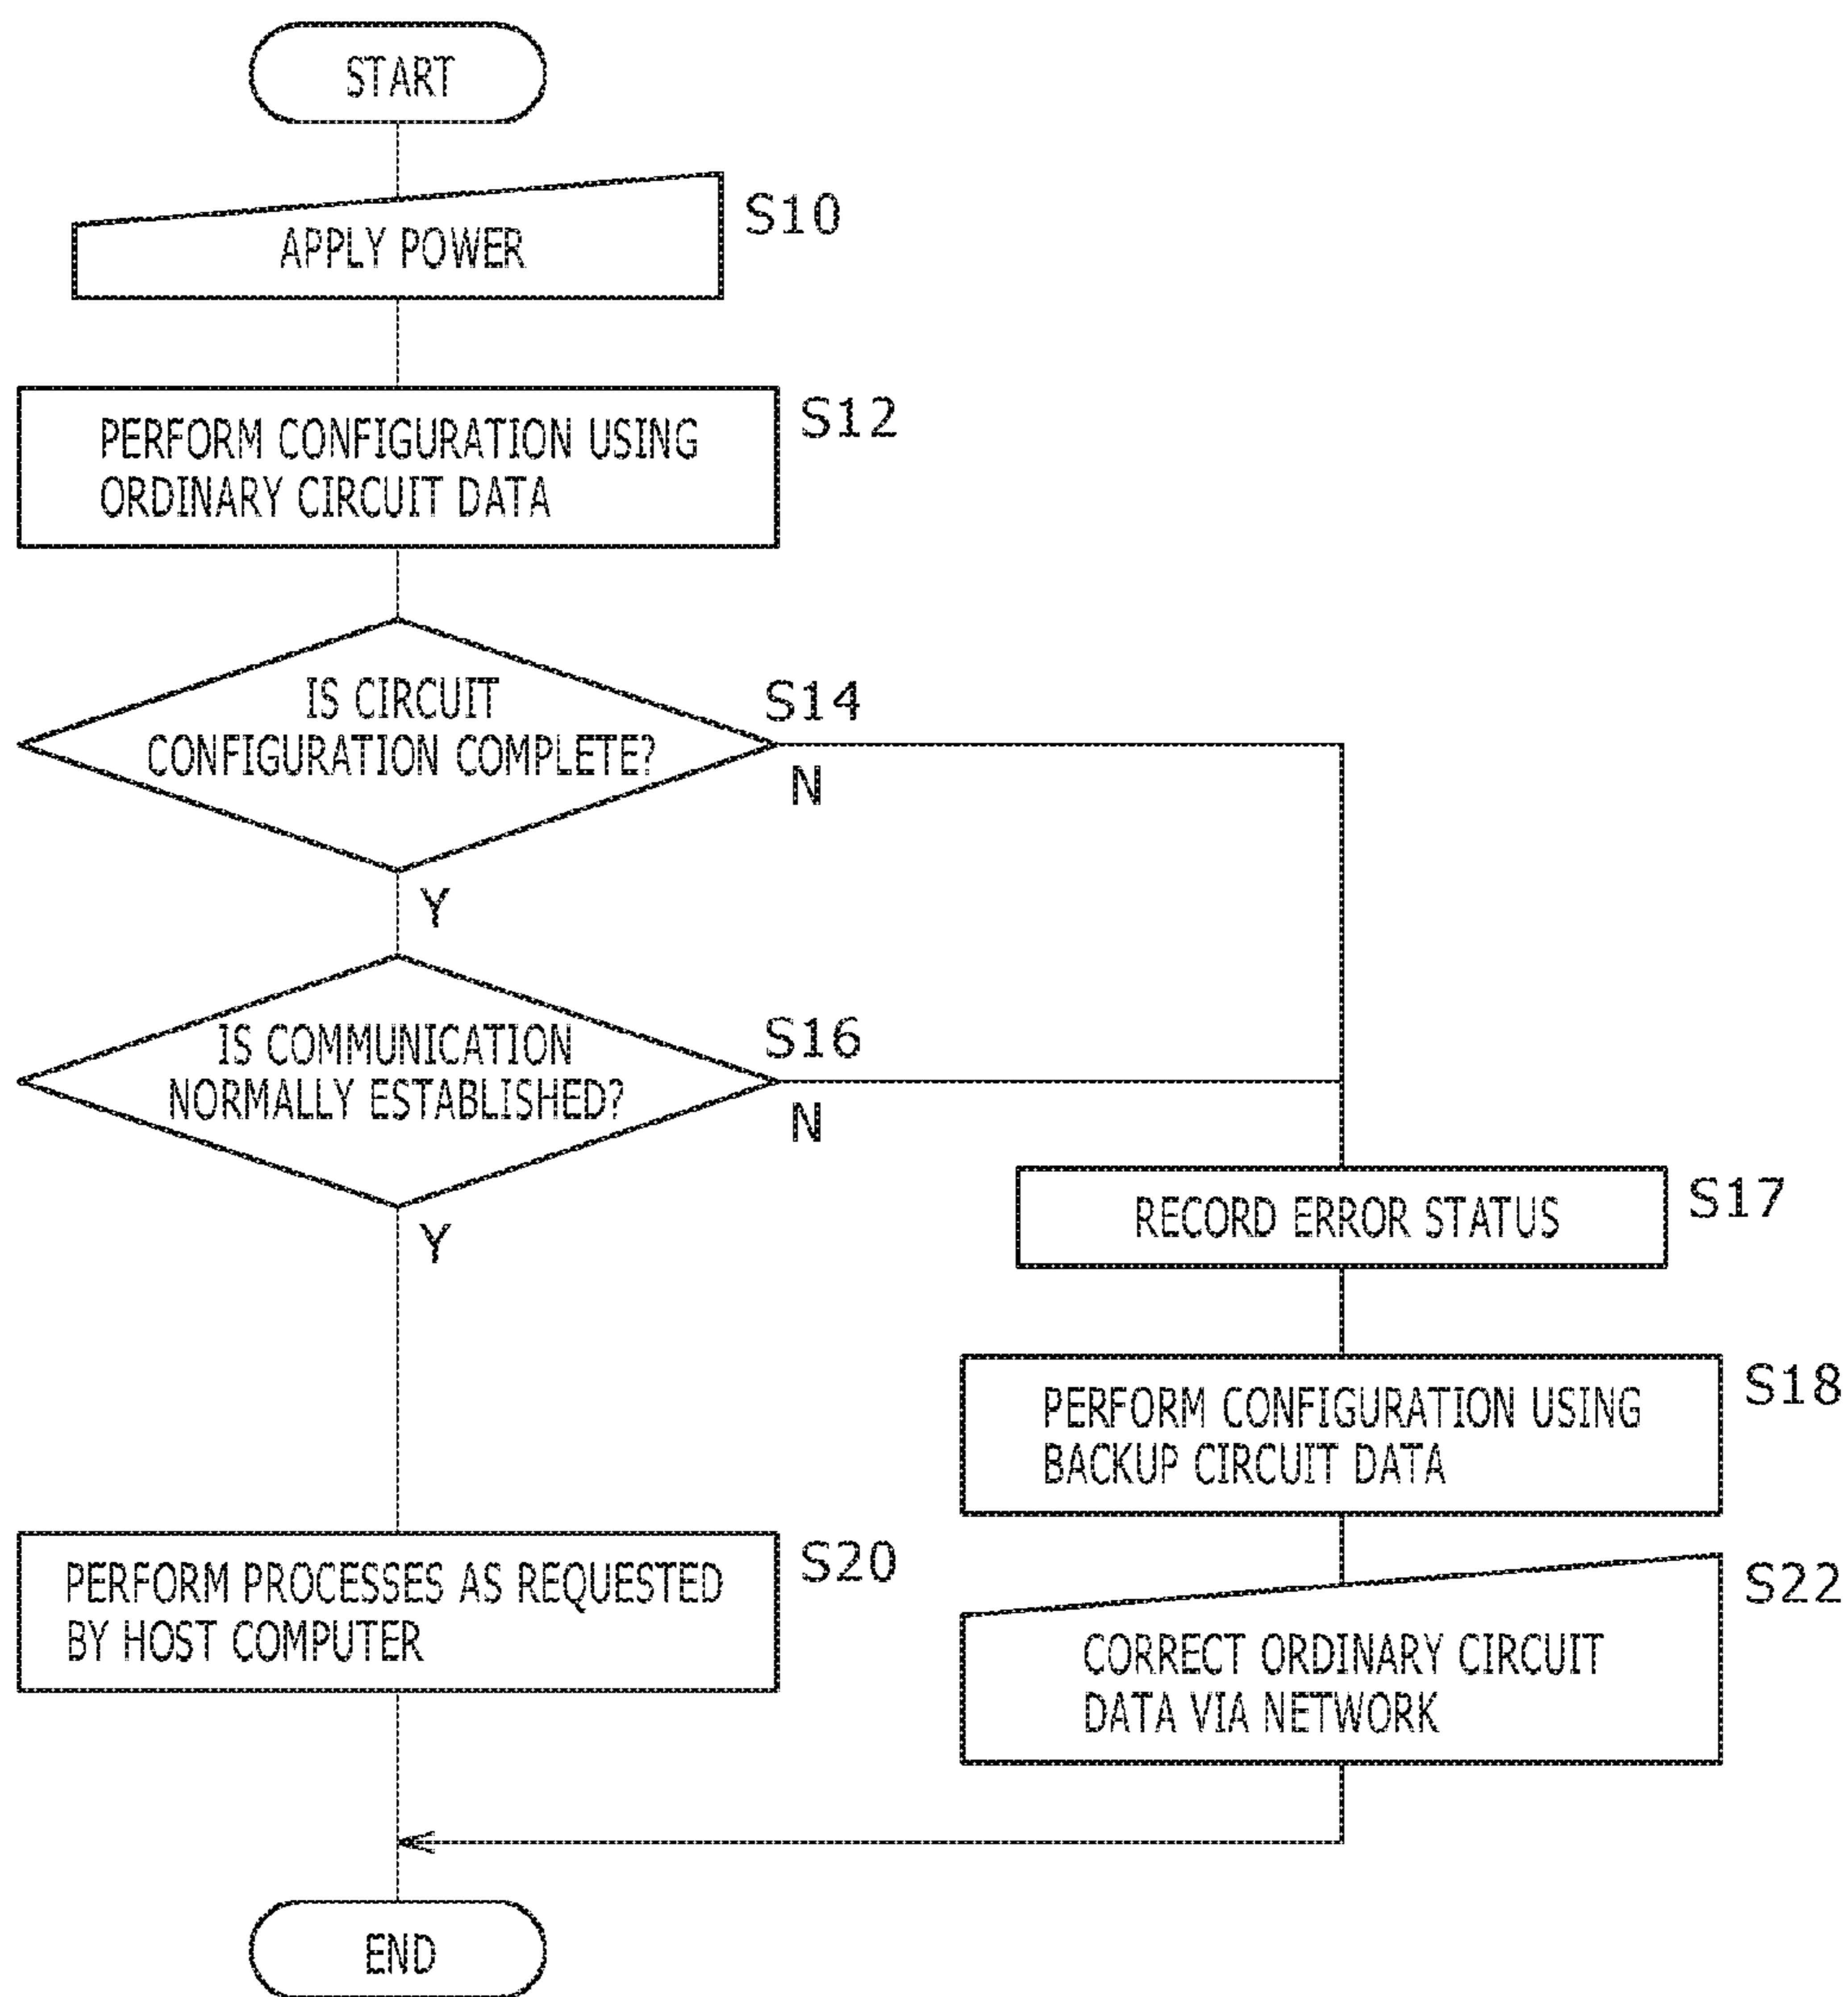 START
APPLY POWER
S10
PERFORM CONFIGURATION USING
ORDINARY CIRCUIT DATA
S12
IS CIRCUIT
CONFIGURATION COMPLETE?
S14
N
Y
IS COMMUNICATION
NORMALLY ESTABLISHED?
S16
N
Y
RECORD ERROR STATUS
S17
PERFORM CONFIGURATION USING
BACKUP CIRCUIT DATA
S18
PERFORM PROCESSES AS REQUESTED
BY HOST COMPUTER
S20
CORRECT ORDINARY CIRCUIT
DATA VIA NETWORK
S22
END